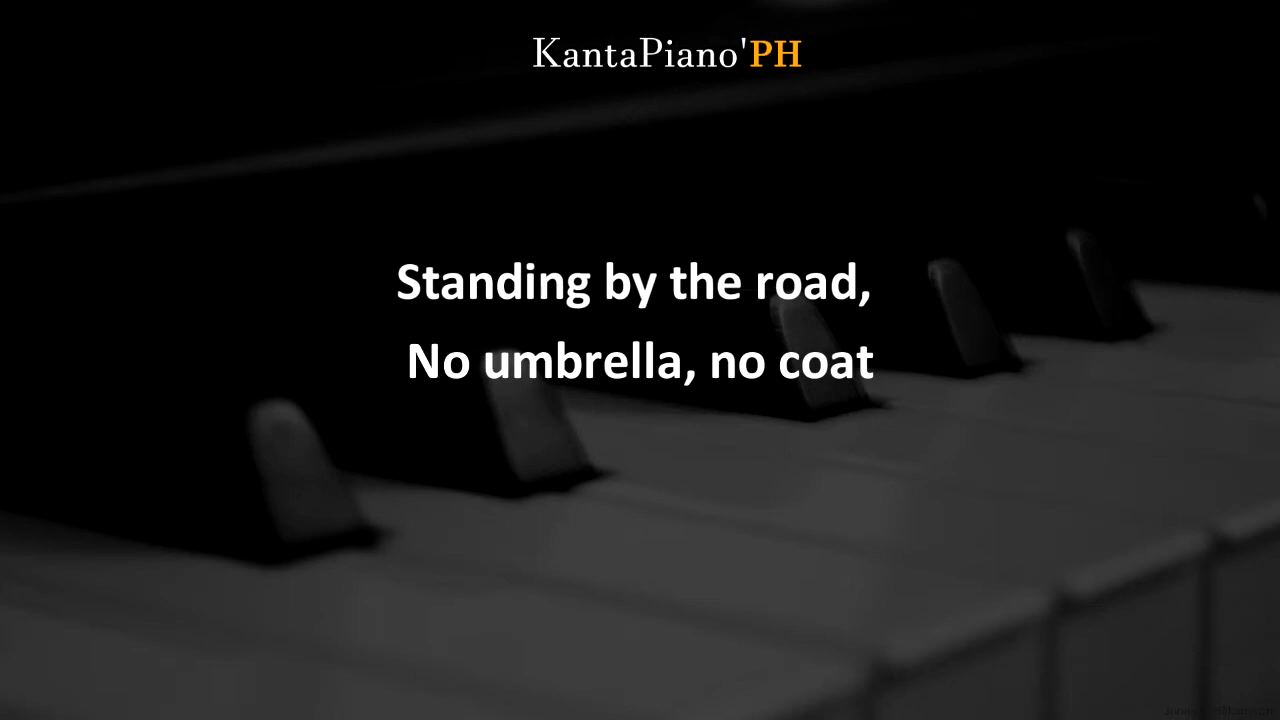 KantaPiano'PH
Standing by the road,
No umbrella, no coat